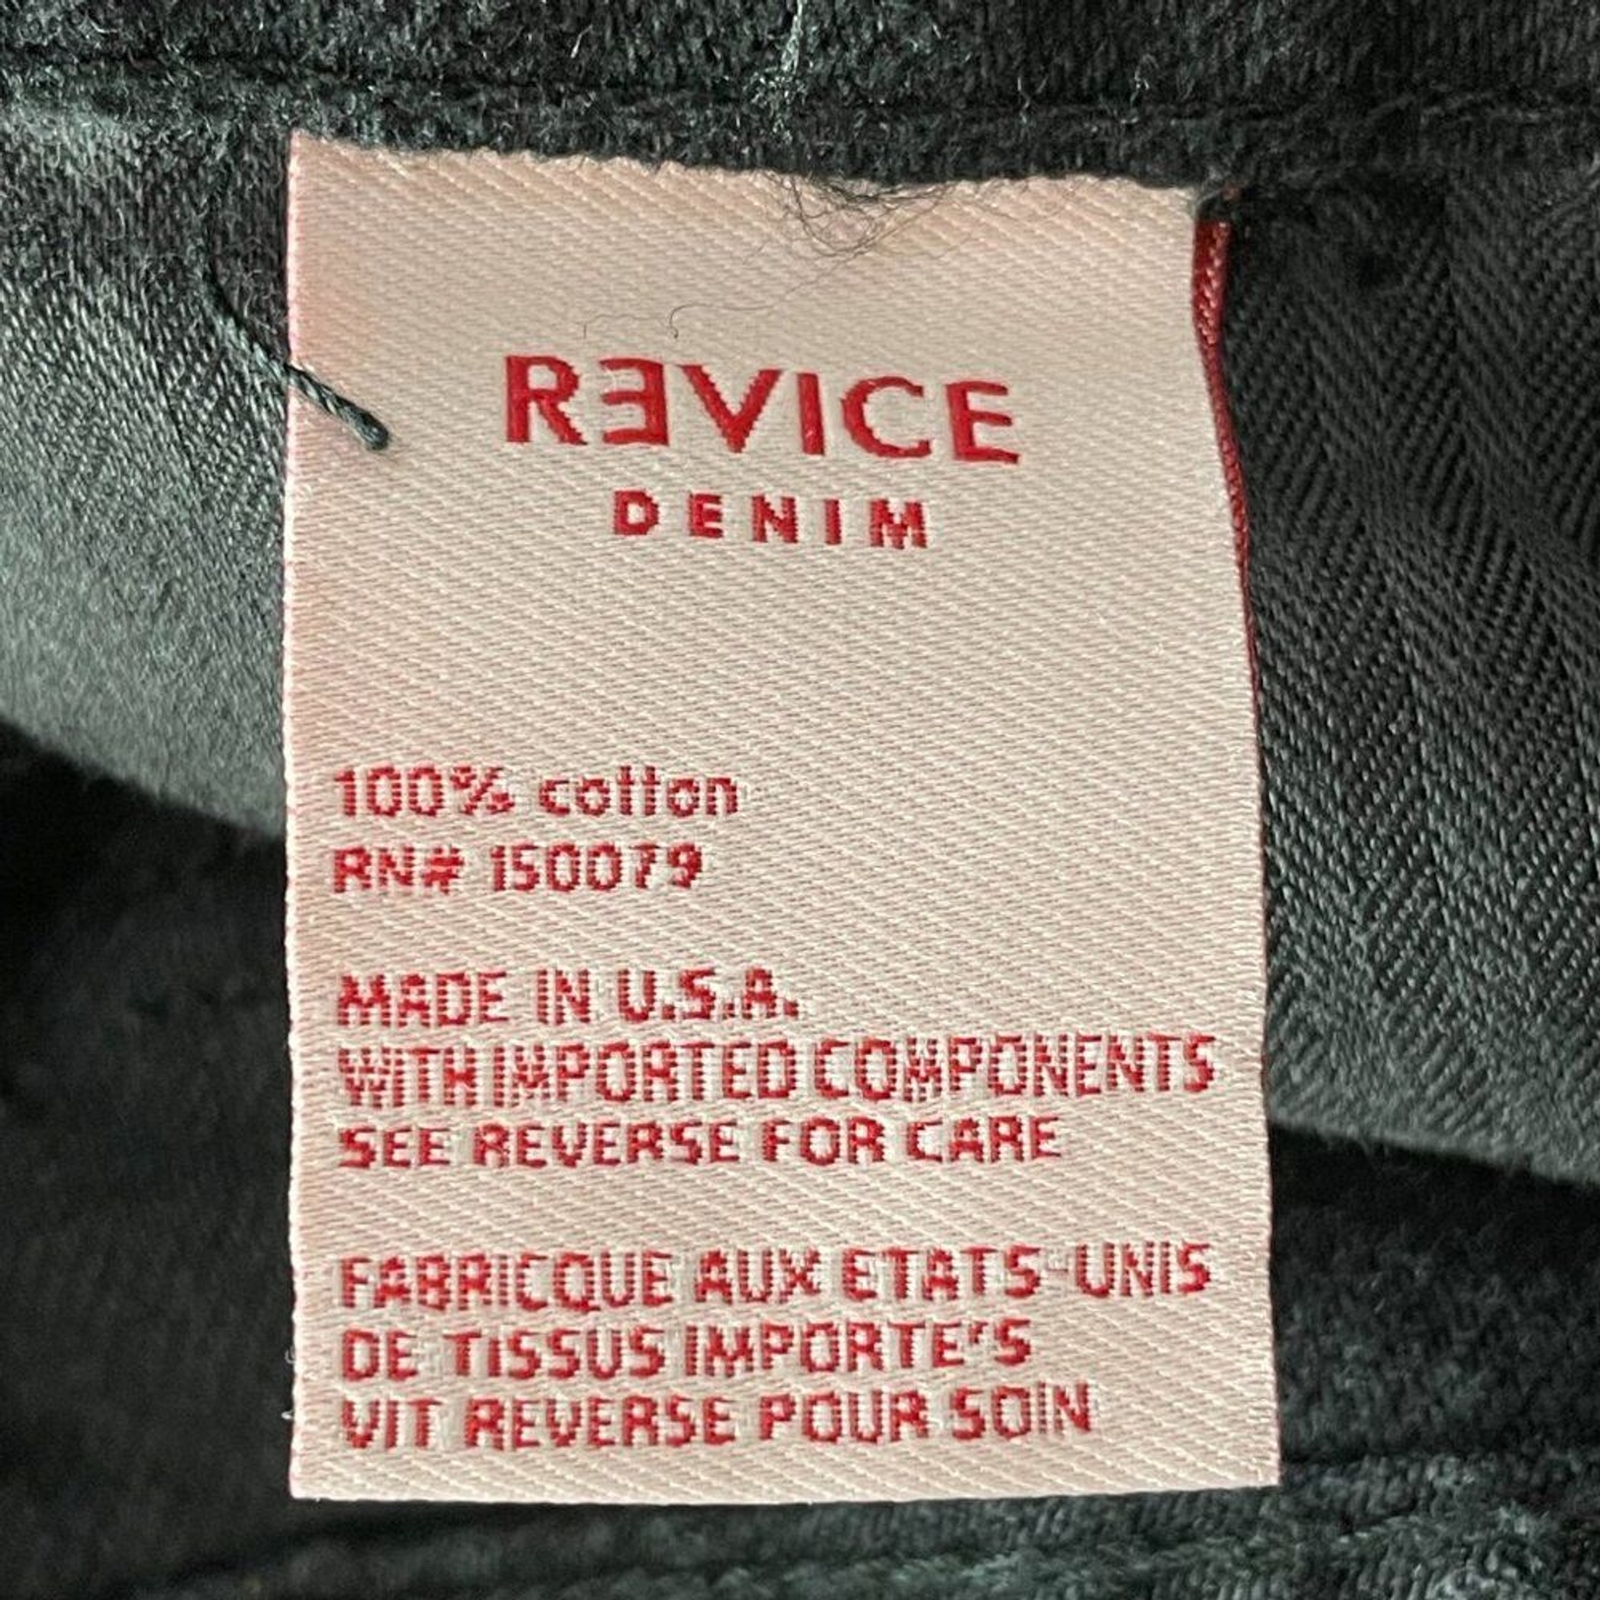 RƎVICE
DENIM
100% cotton
RN# 150079
MADE IN U.S.A.
WITH IMPORTED COMPONENTS
SEE REVERSE FOR CARE
FABRICQUE AUX ETATS-UNIS
DE TISSUS IMPORTE'S
VIT REVERSE POUR SOIN